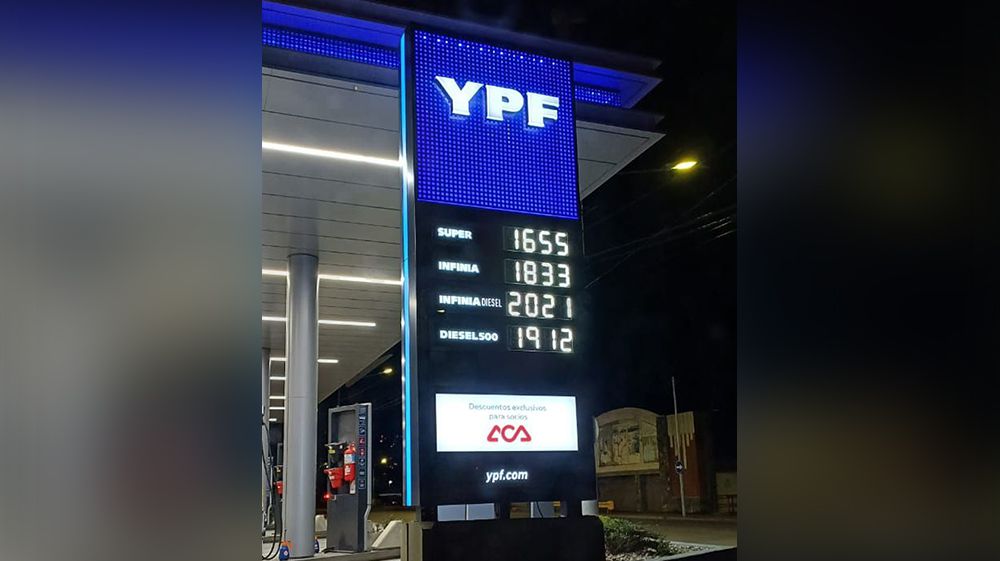 YPF
SUPER 1655
INFINIA 1833
INFINIA DIESEL 2021
DIESEL500 1912
Descuentos exclusivos
para socios
ACA
ypf.com